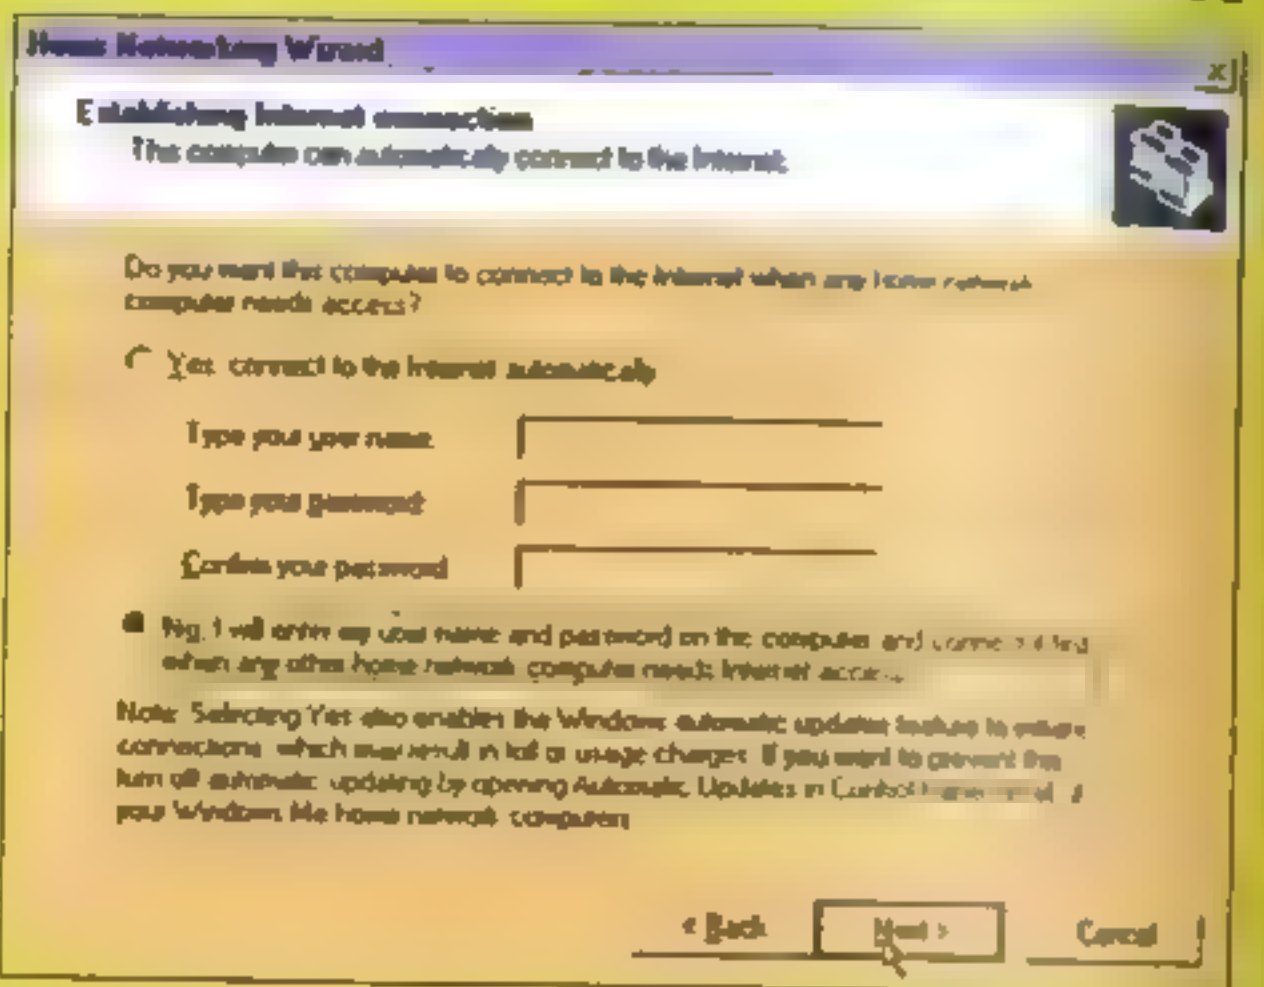 Home Networking Wizard
X
Establishing Internet connection
This computer can automatically connect to the Internet.
Do you want this computer to connect to the Internet when any home network
computer needs access?
Yes, connect to the Internet automatically
Type your user name:
Type your password:
Confirm your password:
No, I will enter my user name and password on the computer and
when any other home network computer needs Internet access.
Note: Selecting Yes also enables the Windows automatic updates feature to
connections, which may result in toll or usage charges. If you want to prevent this
turn off automatic updating by opening Automatic Updates in Control
your Windows Me home network computers.
< Back
Next >
Cancel